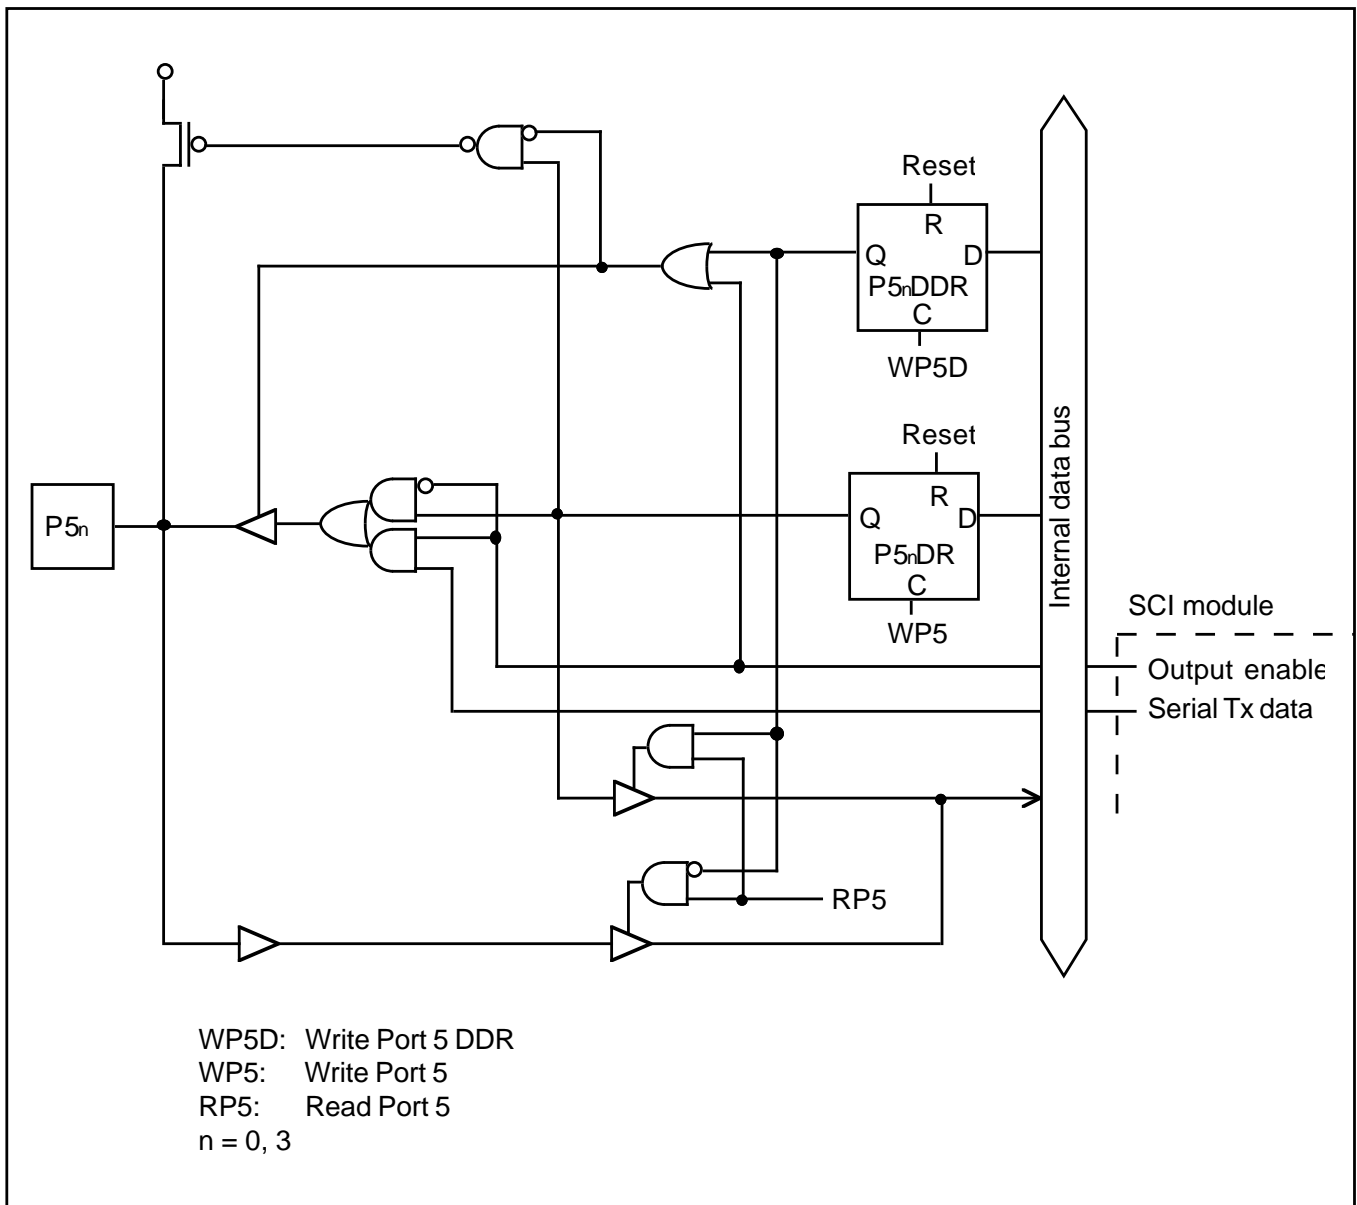 Reset
R
Q D
P5nDDR
C
WP5D
Reset
R
Q D
P5nDR
C
WP5
P5n
Internal data bus
SCI module
Output enable
Serial Tx data
RP5
WP5D: Write Port 5 DDR
WP5: Write Port 5
RP5: Read Port 5
n = 0, 3